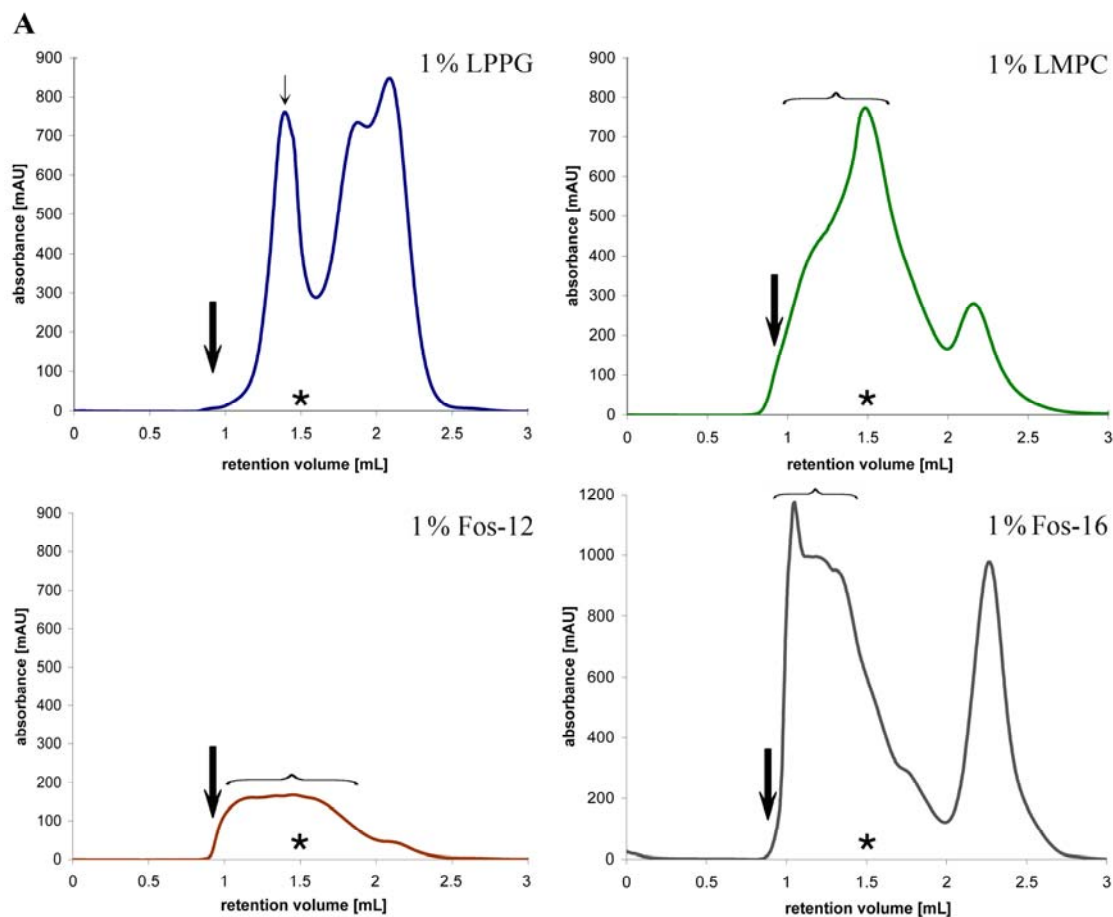 A
1% LPPG
absorbance [mAU]
900
800
700
600
500
400
300
200
100
0
*
0 0.5 1 1.5 2 2.5 3
retention volume [mL]
1% LMPC
absorbance [mAU]
900
800
700
600
500
400
300
200
100
0
*
0 0.5 1 1.5 2 2.5 3
retention volume [mL]
1% Fos-12
absorbance [mAU]
900
800
700
600
500
400
300
200
100
0
*
0 0.5 1 1.5 2 2.5 3
retention volume [mL]
1% Fos-16
absorbance [mAU]
1200
1000
800
600
400
200
0
*
0 0.5 1 1.5 2 2.5 3
retention volume [mL]